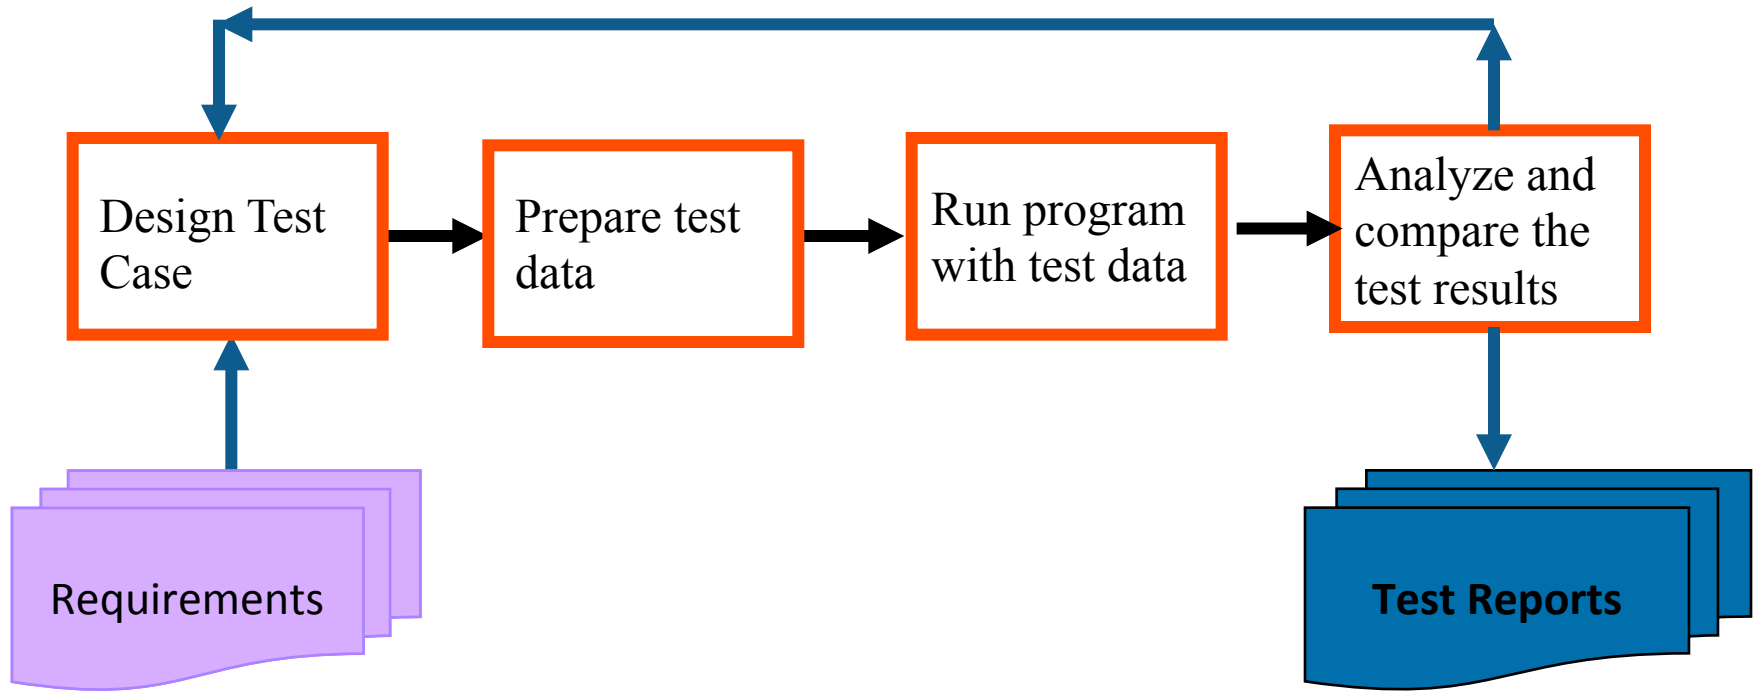 Design Test
Case
Prepare test
data
Run program
with test data
Analyze and
compare the
test results
Requirements
Test Reports